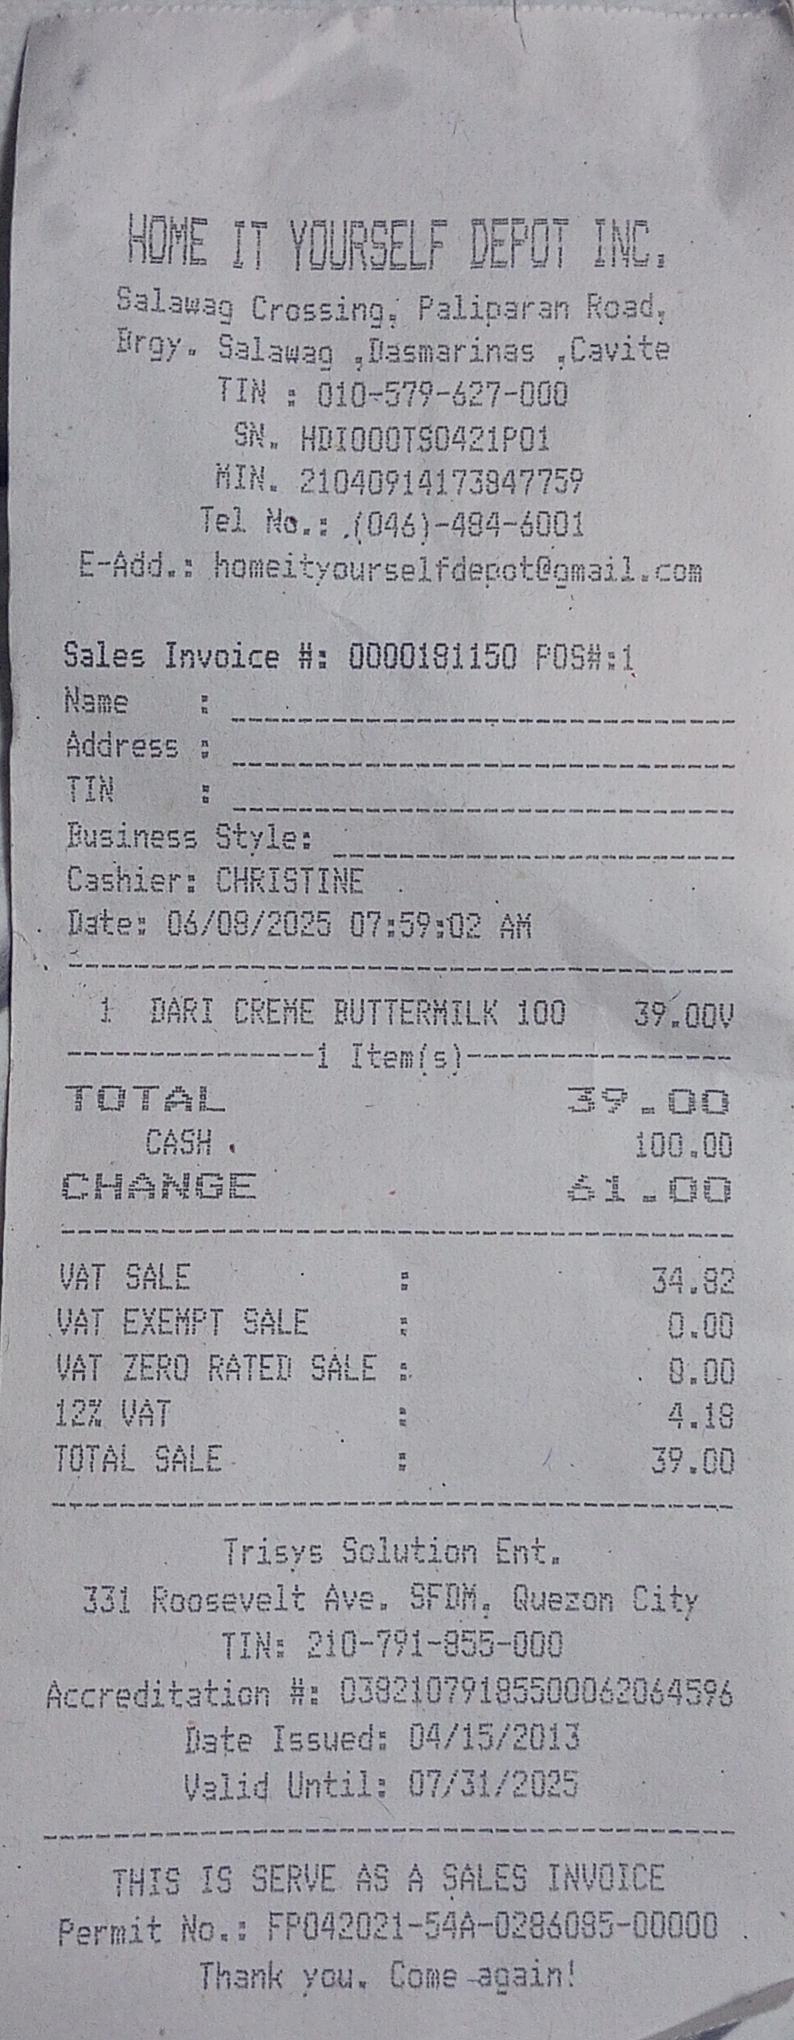 HOME IT YOURSELF DEPOT INC.
Salawag Crossing, Paliparan Road,
Brgy. Salawag ,Dasmarinas ,Cavite
TIN : 010-579-627-000
SN. HDI000TS0421P01
MIN. 21040914173847759
Tel No.: (046)-484-6001
E-Add.: homeityourselfdepot@gmail.com
Sales Invoice #: 0000181150 POS#:1
Name :
Address :
TIN :
Business Style:
Cashier: CHRISTINE
Date: 06/08/2025 07:59:02 AM
1 DARI CREME BUTTERMILK 100 39.00V
1 Item(s)
TOTAL 39.00
CASH 100.00
CHANGE 61.00
VAT SALE : 34.82
VAT EXEMPT SALE : 0.00
VAT ZERO RATED SALE : 0.00
12% VAT : 4.18
TOTAL SALE : 39.00
Trisys Solution Ent.
331 Roosevelt Ave. SFDM, Quezon City
TIN: 210-791-855-000
Accreditation #: 03821079185500062064596
Date Issued: 04/15/2013
Valid Until: 07/31/2025
THIS IS SERVE AS A SALES INVOICE
Permit No.: FP042021-54A-0286085-00000
Thank you. Come again!